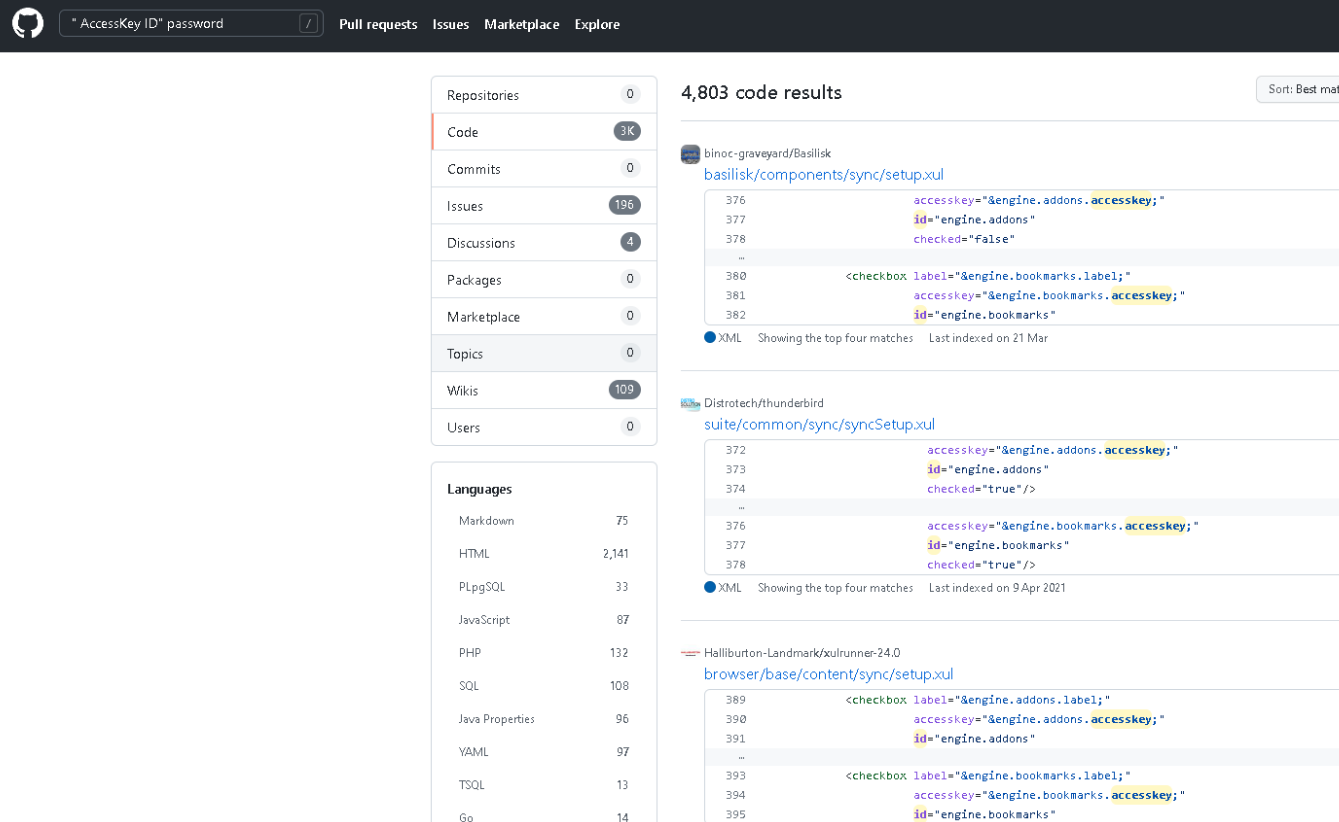 " AccessKey ID" password / Pull requests Issues Marketplace Explore
Repositories 0
Code 3K
Commits 0
Issues 196
Discussions 4
Packages 0
Marketplace 0
Topics 0
Wikis 109
Users 0
Languages
Markdown 75
HTML 2,141
PLpgSQL 33
JavaScript 87
PHP 132
SQL 108
Java Properties 96
YAML 97
TSQL 13
Go 14
4,803 code results
Sort: Best mat
binoc-graveyard/Basilisk
basilisk/components/sync/setup.xul
376 accesskey="&engine.addons.accesskey;"
377 id="engine.addons"
378 checked="false"
…
380 <checkbox label="&engine.bookmarks.label;"
381 accesskey="&engine.bookmarks.accesskey;"
382 id="engine.bookmarks"
XML Showing the top four matches Last indexed on 21 Mar
Distrotech/thunderbird
suite/common/sync/syncSetup.xul
372 accesskey="&engine.addons.accesskey;"
373 id="engine.addons"
374 checked="true"/>
…
376 accesskey="&engine.bookmarks.accesskey;"
377 id="engine.bookmarks"
378 checked="true"/>
XML Showing the top four matches Last indexed on 9 Apr 2021
Halliburton-Landmark/xulrunner-24.0
browser/base/content/sync/setup.xul
389 <checkbox label="&engine.addons.label;"
390 accesskey="&engine.addons.accesskey;"
391 id="engine.addons"
…
393 <checkbox label="&engine.bookmarks.label;"
394 accesskey="&engine.bookmarks.accesskey;"
395 id="engine.bookmarks"